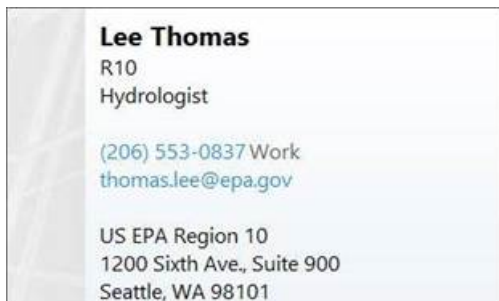 Lee Thomas
R10
Hydrologist
(206) 553-0837 Work
thomas.lee@epa.gov
US EPA Region 10
1200 Sixth Ave., Suite 900
Seattle, WA 98101